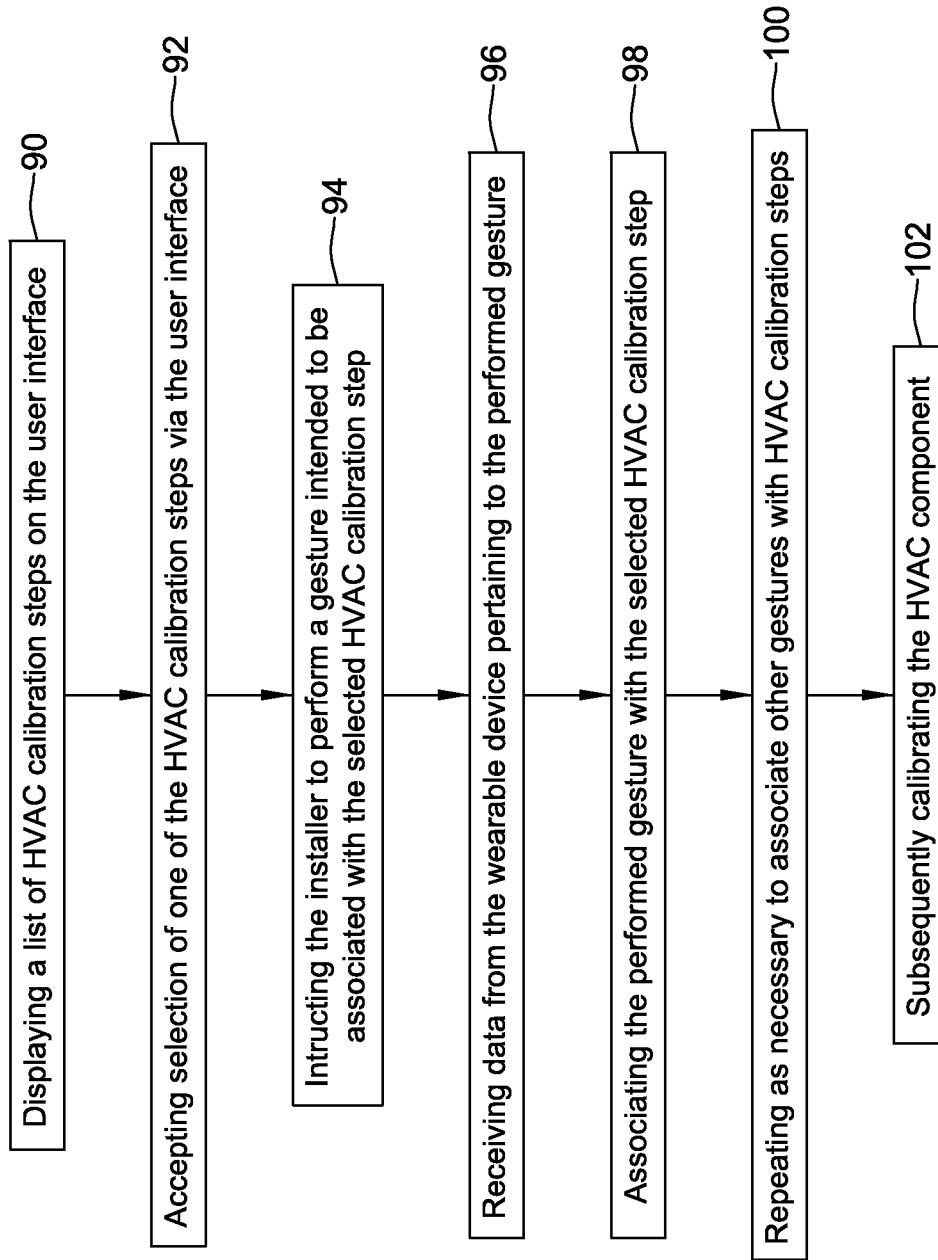 Displaying a list of HVAC calibration steps on the user interface
90
Accepting selection of one of the HVAC calibration steps via the user interface
92
Intructing the installer to perform a gesture intended to be
associated with the selected HVAC calibration step
94
Receiving data from the wearable device pertaining to the performed gesture
96
Associating the performed gesture with the selected HVAC calibration step
98
Repeating as necessary to associate other gestures with HVAC calibration steps
100
Subsequently calibrating the HVAC component
102